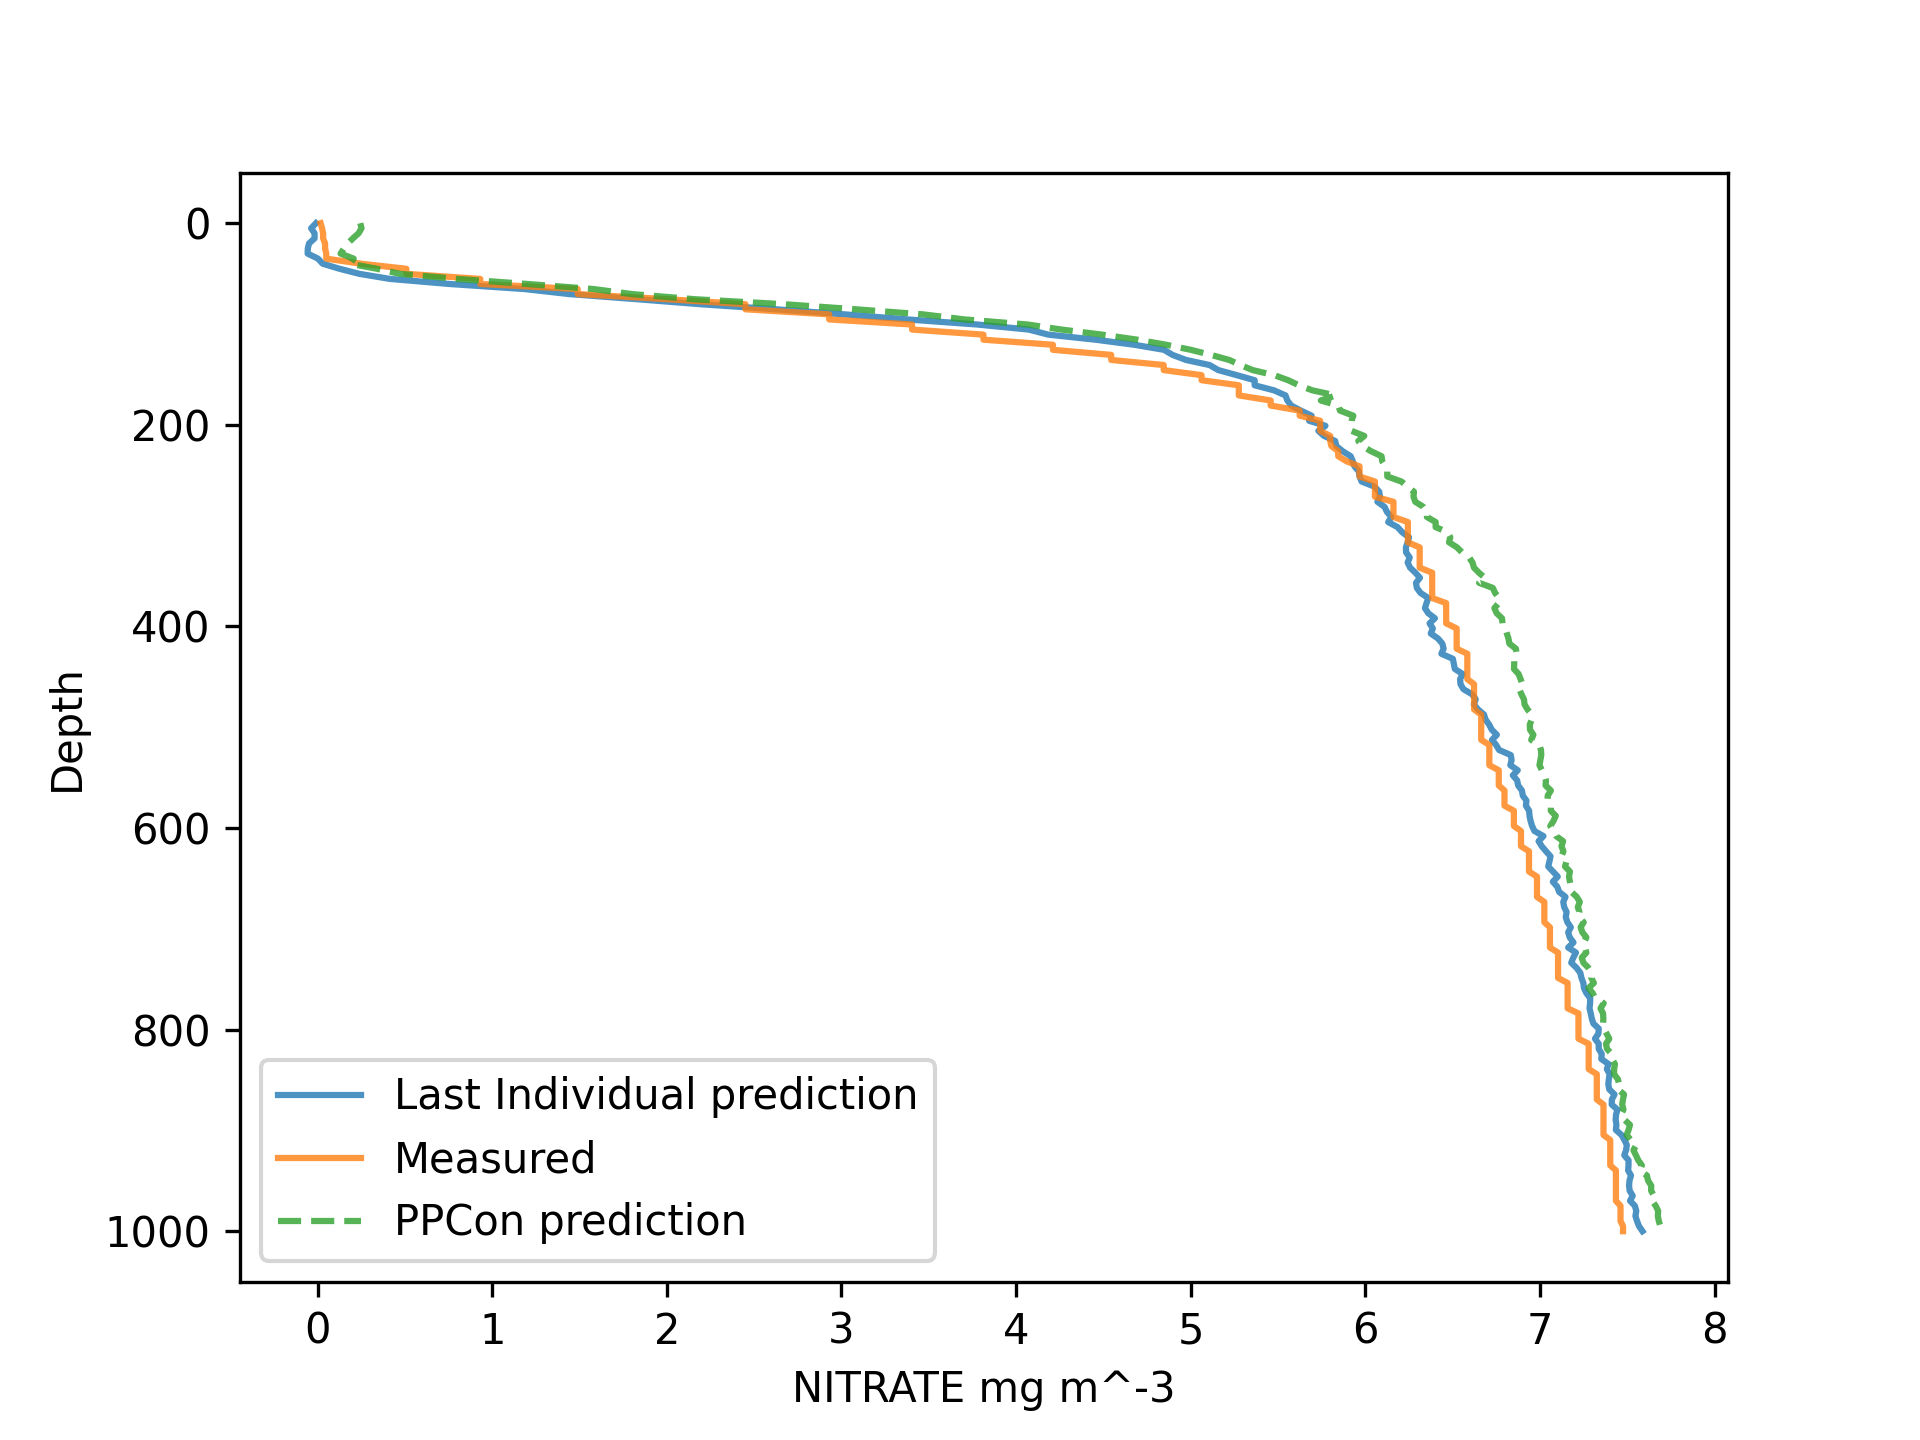 0
200
400
600
800
1000
Depth
Last Individual prediction
Measured
PPCon prediction
0 1 2 3 4 5 6 7 8
NITRATE mg m^-3